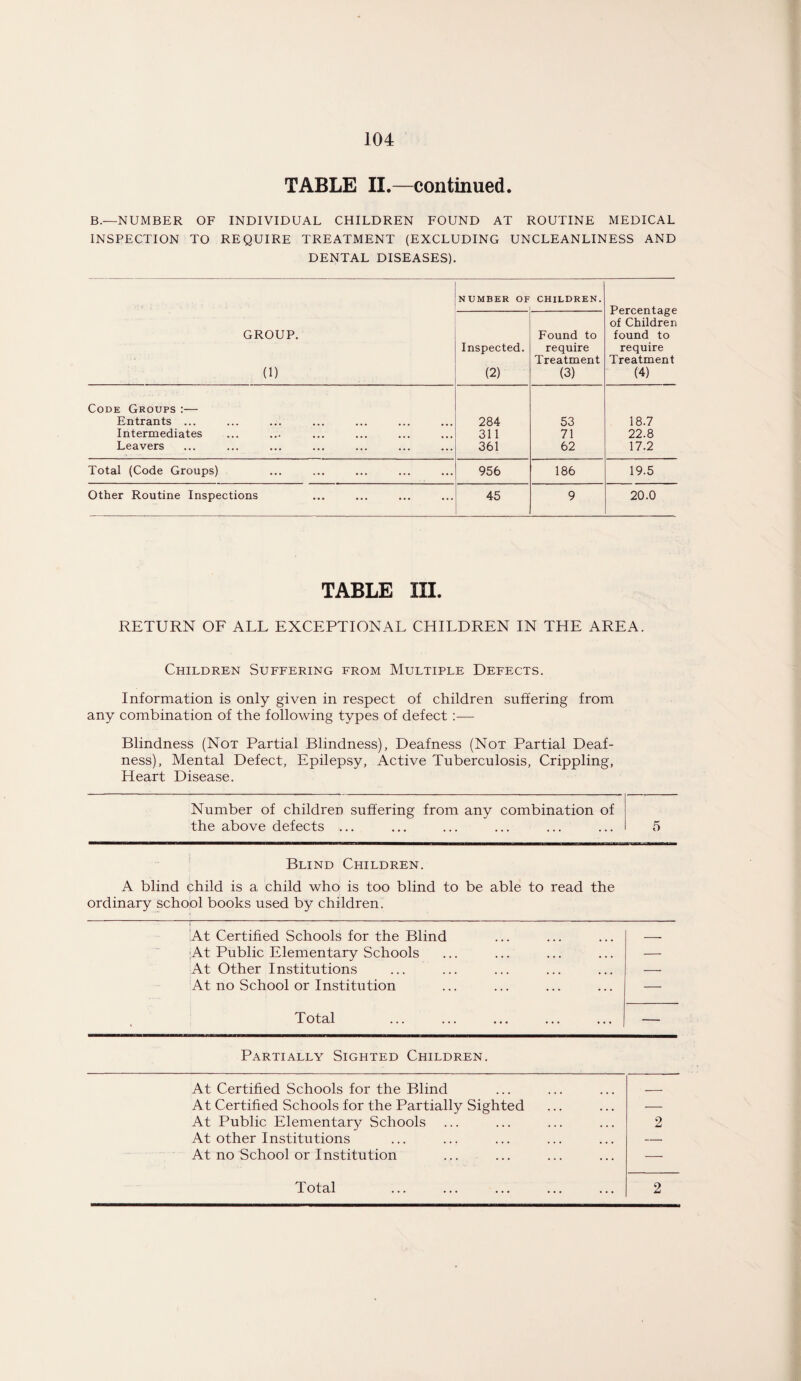 104
TABLE II.—continued.
B.—NUMBER OF INDIVIDUAL CHILDREN FOUND AT ROUTINE MEDICAL
INSPECTION TO REQUIRE TREATMENT (EXCLUDING UNCLEANLINESS AND
DENTAL DISEASES).
GROUP. (1) NUMBER OF CHILDREN. Inspected. (2) Found to require Treatment (3) Percentage of Children found to require Treatment (4)
CODE GROUPS :—
Entrants ... ... ... ... ... ... ... 284 53 18.7
Intermediates ... ... ... ... ... ... 311 71 22.8
Leavers ... ... ... ... ... ... ... 361 62 17.2
Total (Code Groups) ... ... ... ... ... 956 186 19.5
Other Routine Inspections ... ... ... ... 45 9 20.0
TABLE III.
RETURN OF ALL EXCEPTIONAL CHILDREN IN THE AREA.
CHILDREN SUFFERING FROM MULTIPLE DEFECTS.
Information is only given in respect of children suffering from
any combination of the following types of defect :—
Blindness (NOT Partial Blindness), Deafness (NOT Partial Deaf-
ness), Mental Defect, Epilepsy, Active Tuberculosis, Crippling,
Heart Disease.
Number of children suffering from any combination of
the above defects ... ... ... ... ... ... 5
BLIND CHILDREN.
A blind child is a child who is too blind to be able to read the
ordinary school books used by children.
At Certified Schools for the Blind ... ... ... —
At Public Elementary Schools ... ... ... ... —
At Other Institutions ... ... ... ... ... —
At no School or Institution ... ... ... ... —
Total ... ... ... ... ... —
PARTIALLY SIGHTED CHILDREN.
At Certified Schools for the Blind ... ... ... —
At Certified Schools for the Partially Sighted ... ... —
At Public Elementary Schools ... ... ... ... 2
At other Institutions ... ... ... ... ... —
At no School or Institution ... ... ... ... —
Total ... ... ... ... ... 2